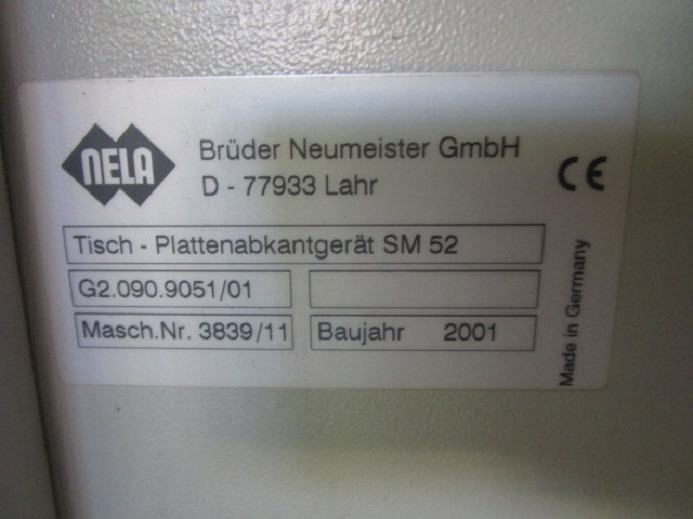 NELA
Brüder Neumeister GmbH
D - 77933 Lahr
CE
Tisch - Plattenabkantgerät SM 52
G2.090.9051/01
Masch.Nr. 3839/11
Baujahr 2001
Made in Germany